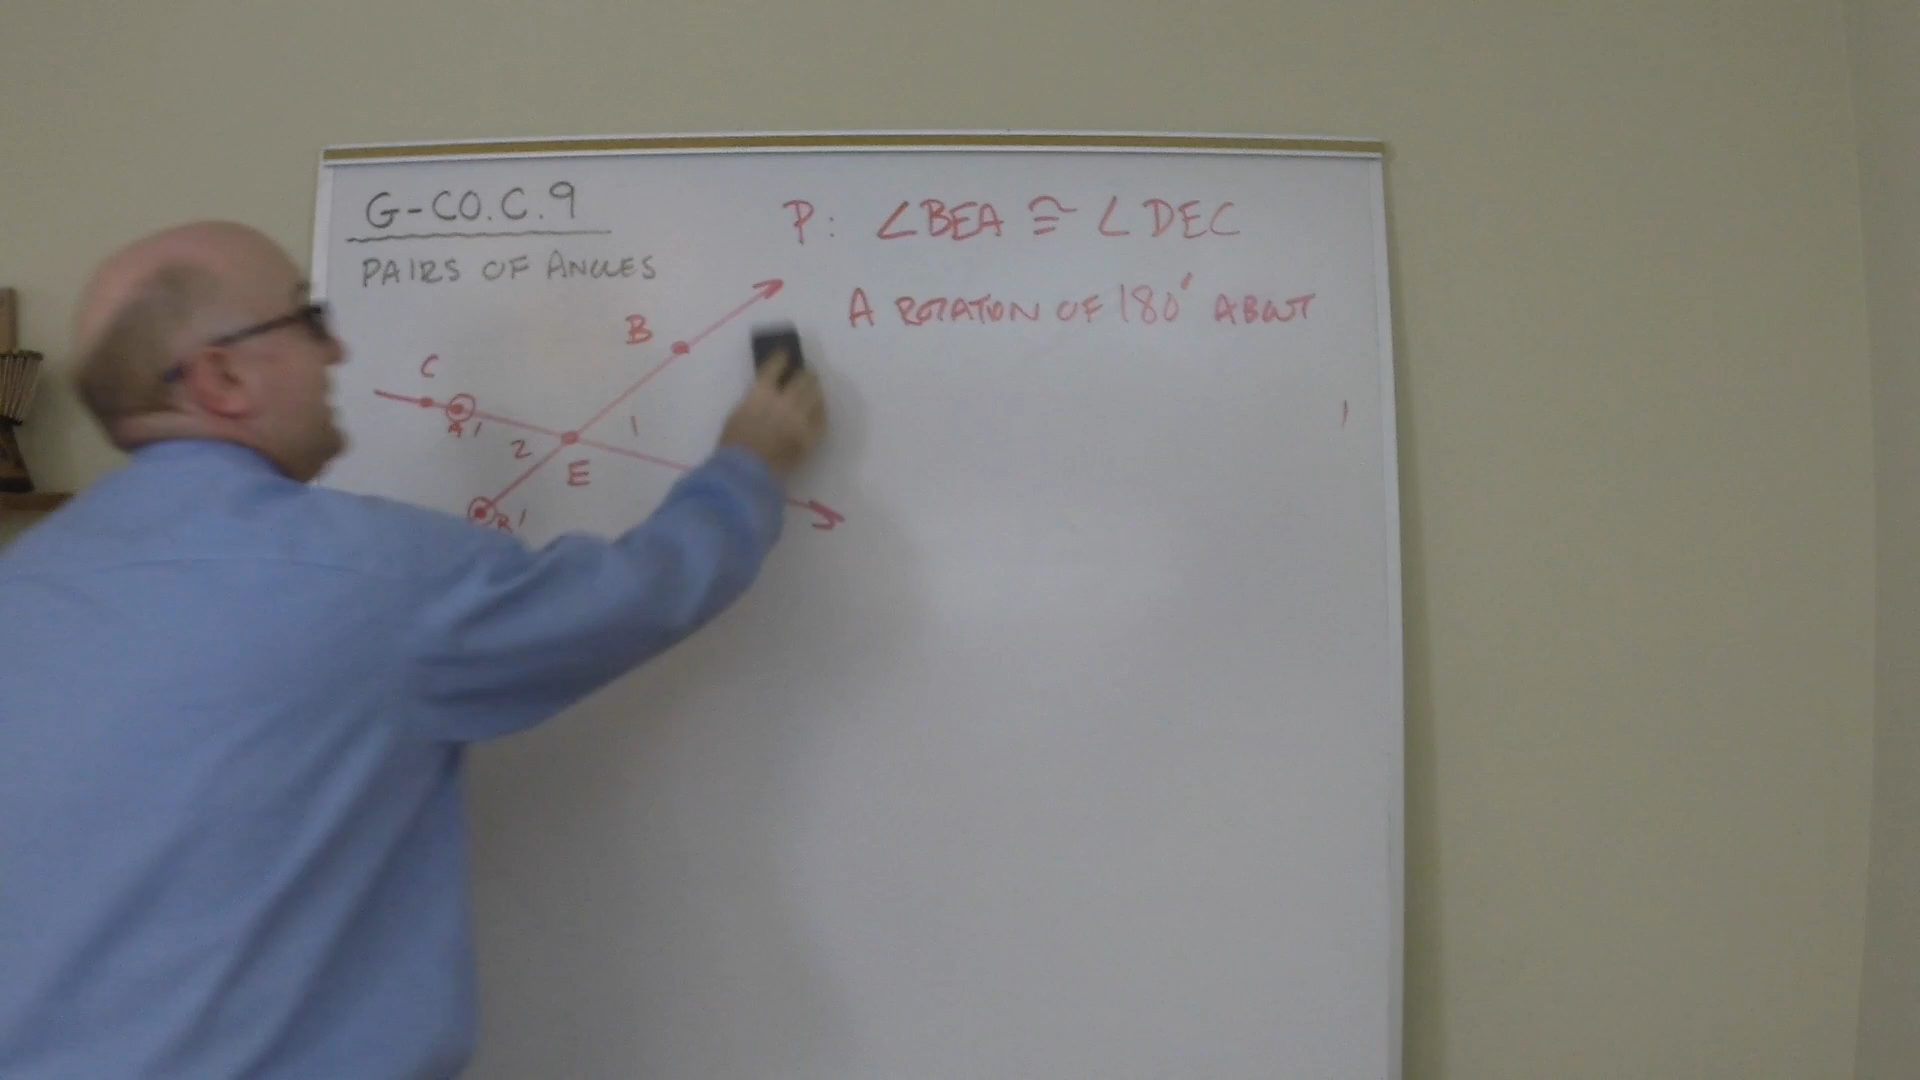 G-CO.C.9
PAIRS OF ANGLES
P: ∠BEA ≅ ∠DEC
A ROTATION OF 180° ABOUT
B
C
A'
2
1
E
B'